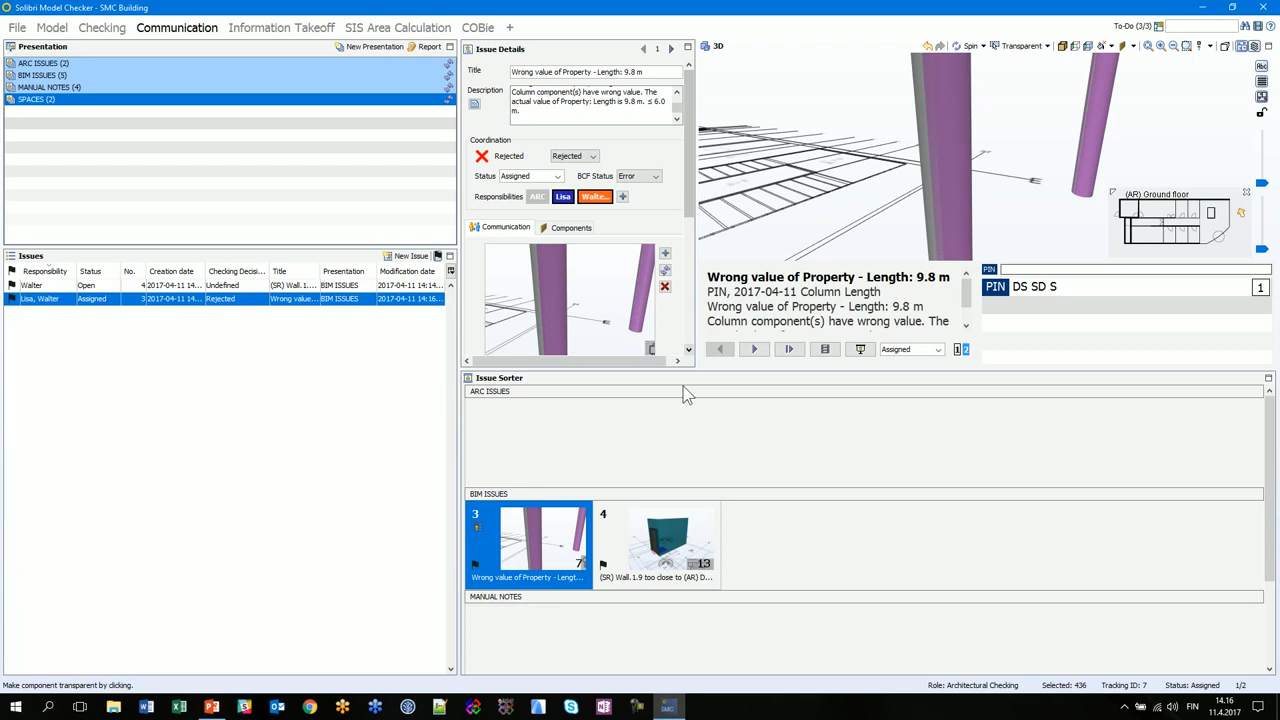 Solibri Model Checker - SMC Building
File Model Checking Communication Information Takeoff SIS Area Calculation COBie +
To-Do (3/3)
Presentation New Presentation Report
ARC ISSUES (2)
BIM ISSUES (5)
MANUAL NOTES (4)
SPACES (2)
Issues New Issue
Responsibility Status No. Creation date Checking Decisi... Title Presentation Modification date
Walter Open 4 2017-04-11 14... Undefined (SR) Wall.1.... BIM ISSUES 2017-04-11 14:14...
Lisa, Walter Assigned 3 2017-04-11 14... Rejected Wrong value... BIM ISSUES 2017-04-11 14:16...
Issue Details 1
Title Wrong value of Property - Length: 9.8 m
Description Column component(s) have wrong value. The
actual value of Property: Length is 9.8 m. ≤ 6.0
m.
Coordination
Rejected Rejected
Status Assigned BCF Status Error
Responsibilities ARC Lisa Walte...
Communication Components
3D Spin Transparent
Abc
(AR) Ground floor
Wrong value of Property - Length: 9.8 m
PIN, 2017-04-11 Column Length
Wrong value of Property - Length: 9.8 m
Column component(s) have wrong value. The
Assigned 1 2
PIN
PIN DS SD S 1
Issue Sorter
ARC ISSUES
BIM ISSUES
3 7
Wrong value of Property - Lengt...
4 13
(SR) Wall.1.9 too close to (AR) D...
MANUAL NOTES
Make component transparent by clicking.
Role: Architectural Checking Selected: 436 Tracking ID: 7 Status: Assigned 1/2
SMC
FIN
14.16
11.4.2017